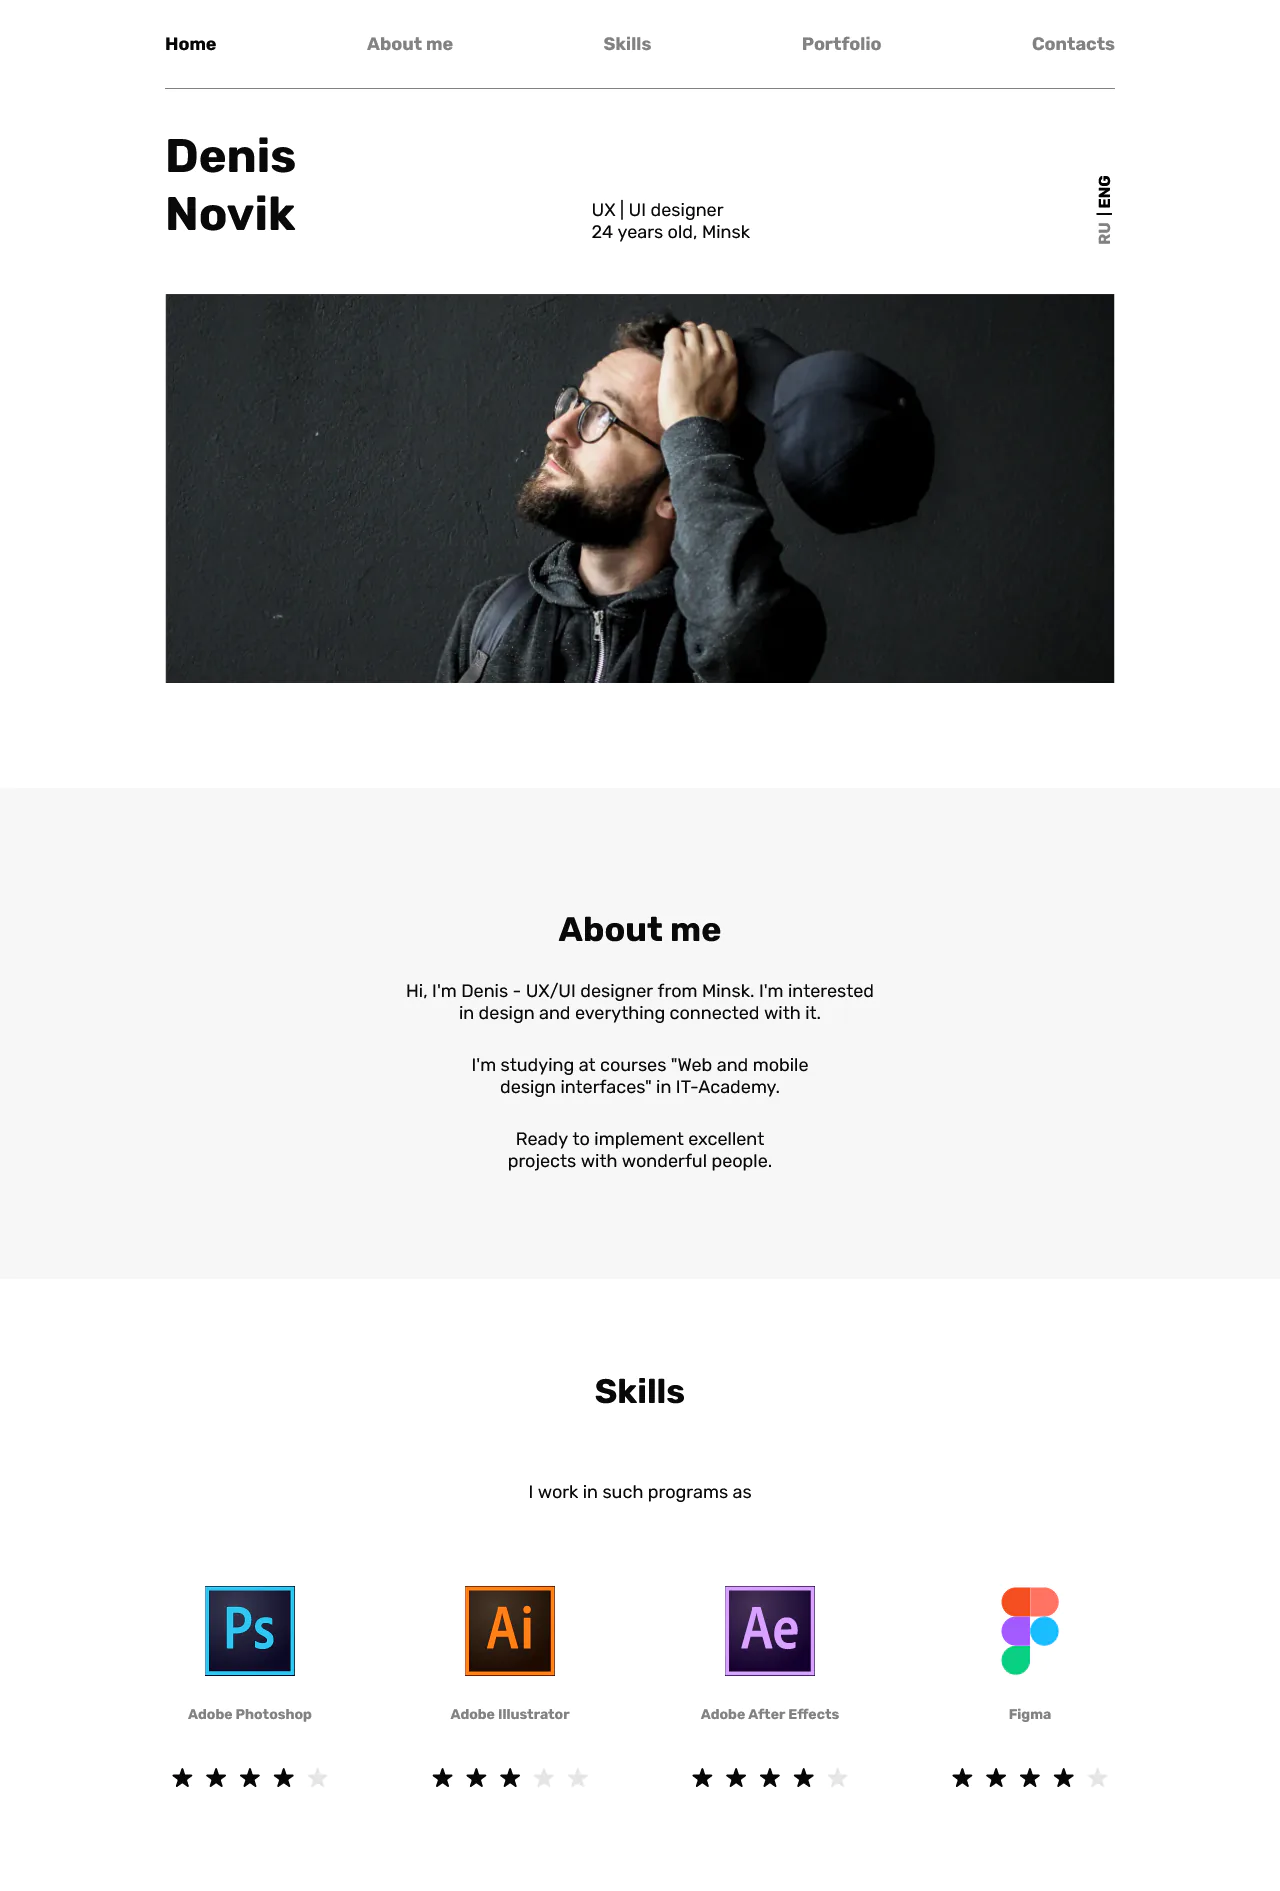 Home About me Skills Portfolio Contacts
Denis
Novik
UX | UI designer
24 years old, Minsk
RU | ENG
About me
Hi, I'm Denis - UX/UI designer from Minsk. I'm interested
in design and everything connected with it.
I'm studying at courses "Web and mobile
design interfaces" in IT-Academy.
Ready to implement excellent
projects with wonderful people.
Skills
I work in such programs as
Ps Ai Ae
Adobe Photoshop Adobe Illustrator Adobe After Effects Figma